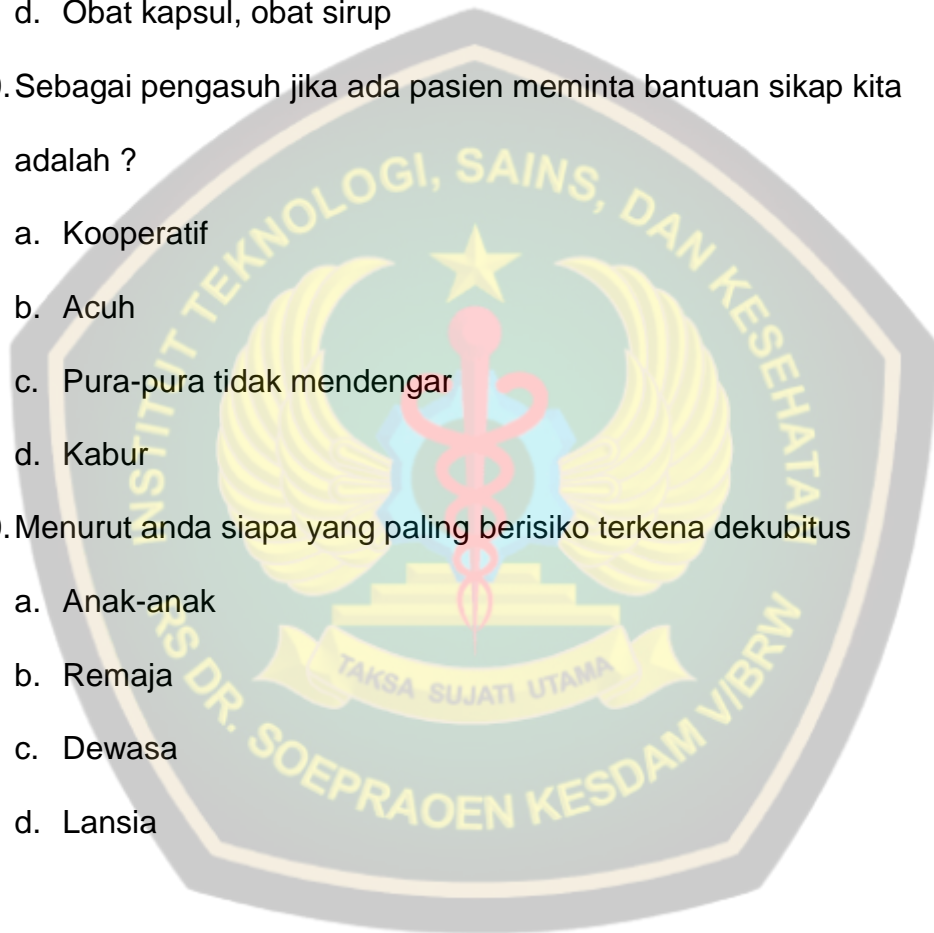 d. Obat kapsul, obat sirup
. Sebagai pengasuh jika ada pasien meminta bantuan sikap kita
adalah ?
a. Kooperatif
b. Acuh
c. Pura-pura tidak mendengar
d. Kabur
. Menurut anda siapa yang paling berisiko terkena dekubitus
a. Anak-anak
b. Remaja
c. Dewasa
d. Lansia
INSTITUT TEKNOLOGI, SAINS, DAN KESEHATAN
TAKSA SUJATI UTAMA
RS DR. SOEPRAOEN KESDAM V/BRW